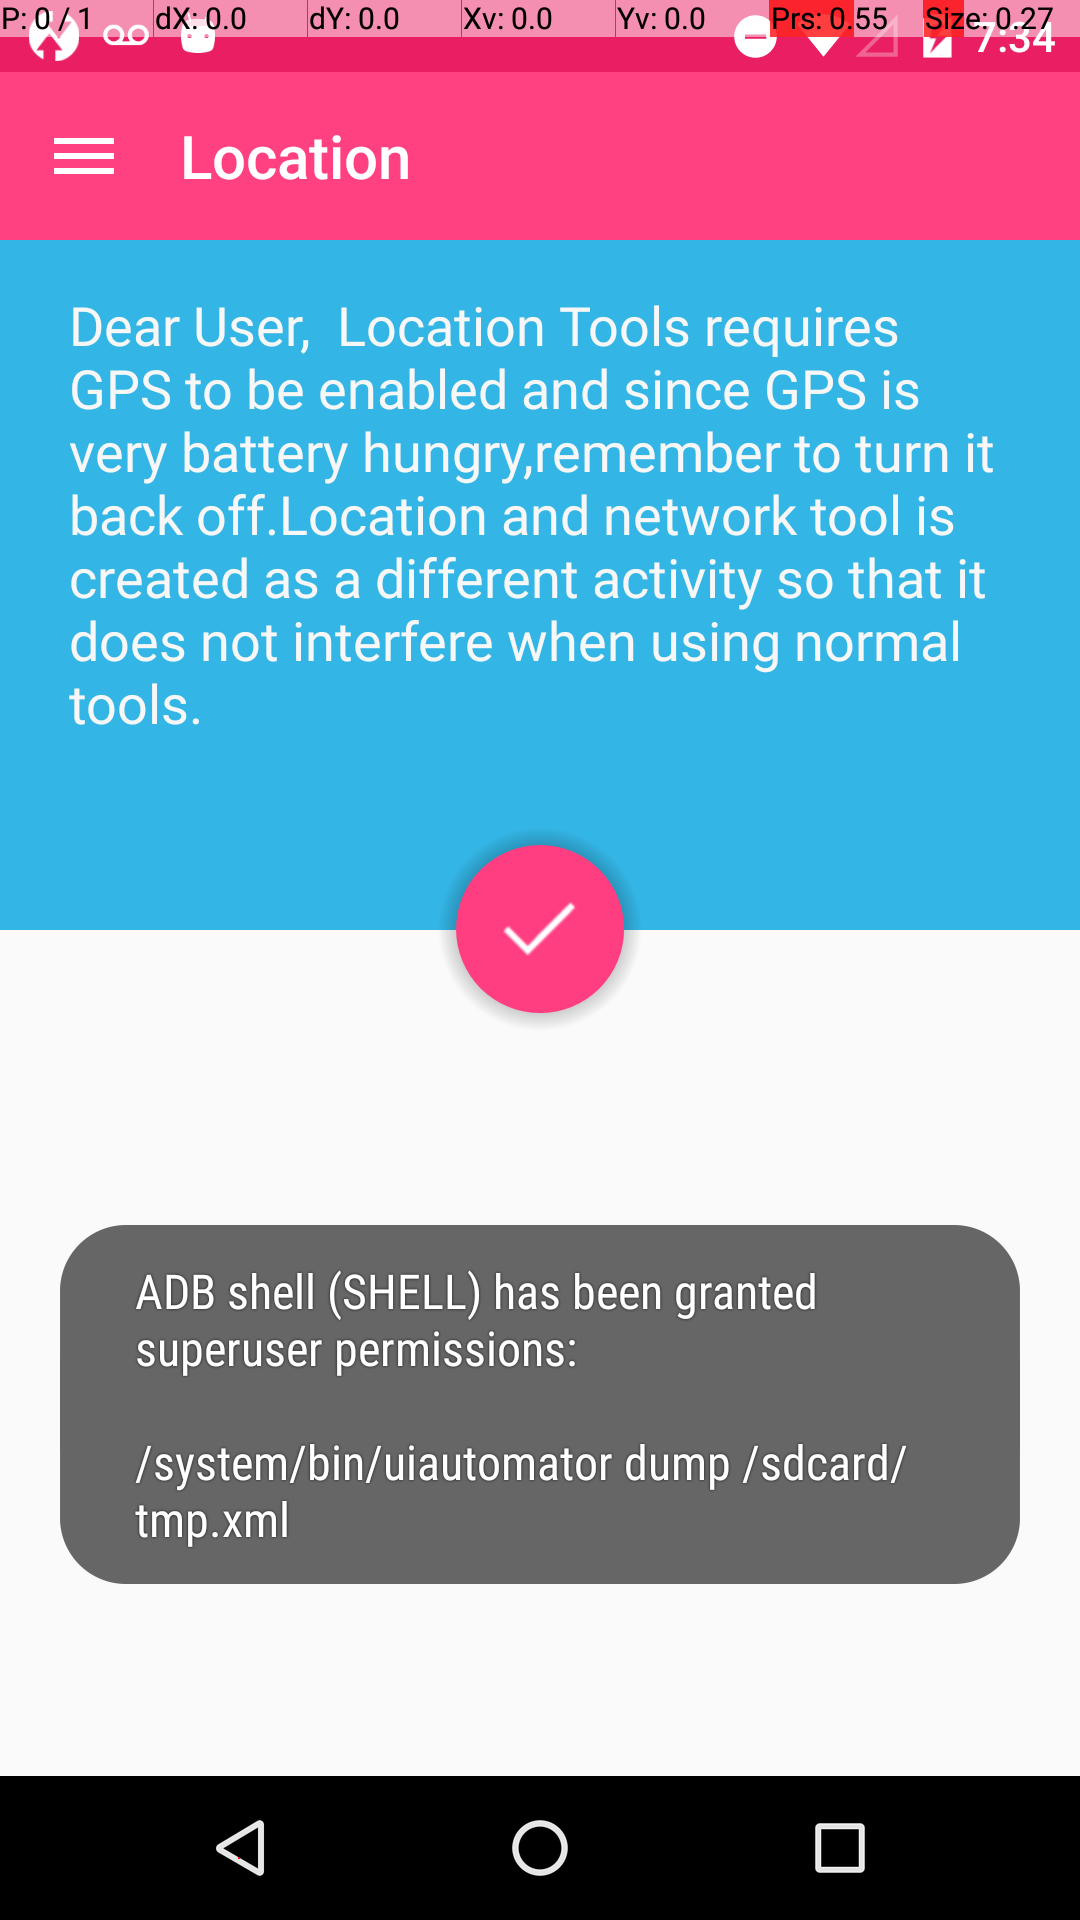 P: 0 / 1 dX: 0.0 dY: 0.0 Xv: 0.0 Yv: 0.0 Prs: 0.55 Size: 0.27
7:34
Location
Dear User,  Location Tools requires
GPS to be enabled and since GPS is
very battery hungry,remember to turn it
back off.Location and network tool is
created as a different activity so that it
does not interfere when using normal
tools.
ADB shell (SHELL) has been granted
superuser permissions:
/system/bin/uiautomator dump /sdcard/
tmp.xml